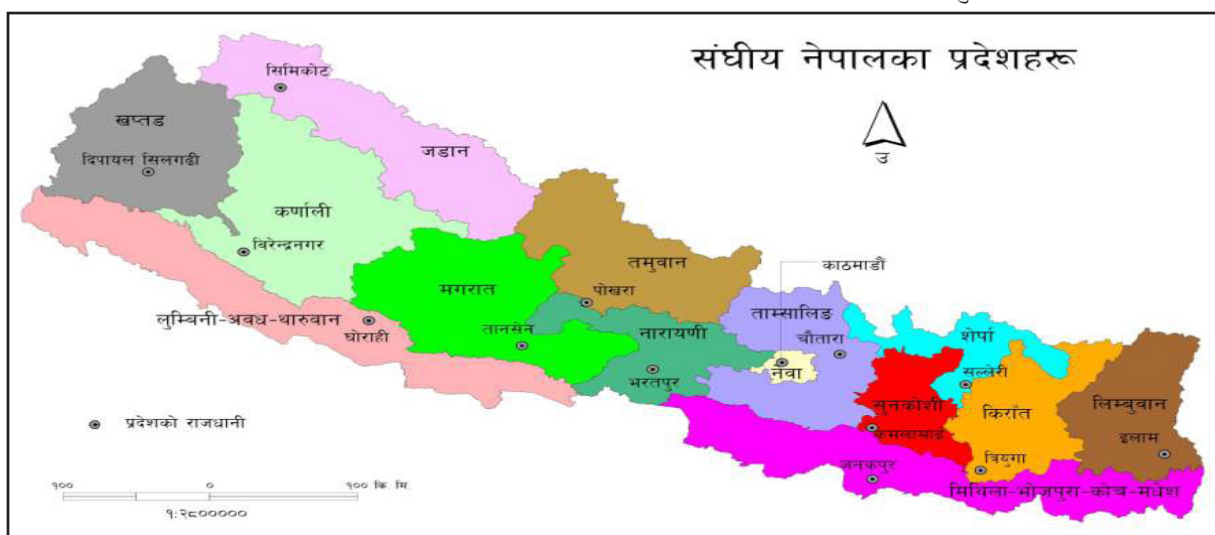 संघीय नेपालका प्रदेशहरू
सिमिकोट
खप्तड
जडान
उ
दिपायल सिलगढी
कर्णाली
विरेन्द्रनगर
तमुवान
काठमाडौं
मगरात
पोखरा
ताम्सालिङ
लुम्बिनी-अवध-थारुवान
घोराही
तानसेन
नारायणी
चौतारा
शेर्पा
नेवा
भरतपुर
सल्लेरी
सुनकोशी
किराँत
लिम्बुवान
कमलामाई
इलाम
प्रदेशको राजधानी
जनकपुर
त्रियुगा
मिथिला-भोजपुरा-कोच-मधेश
१०० ० १०० कि.मि.
१:२८०००००